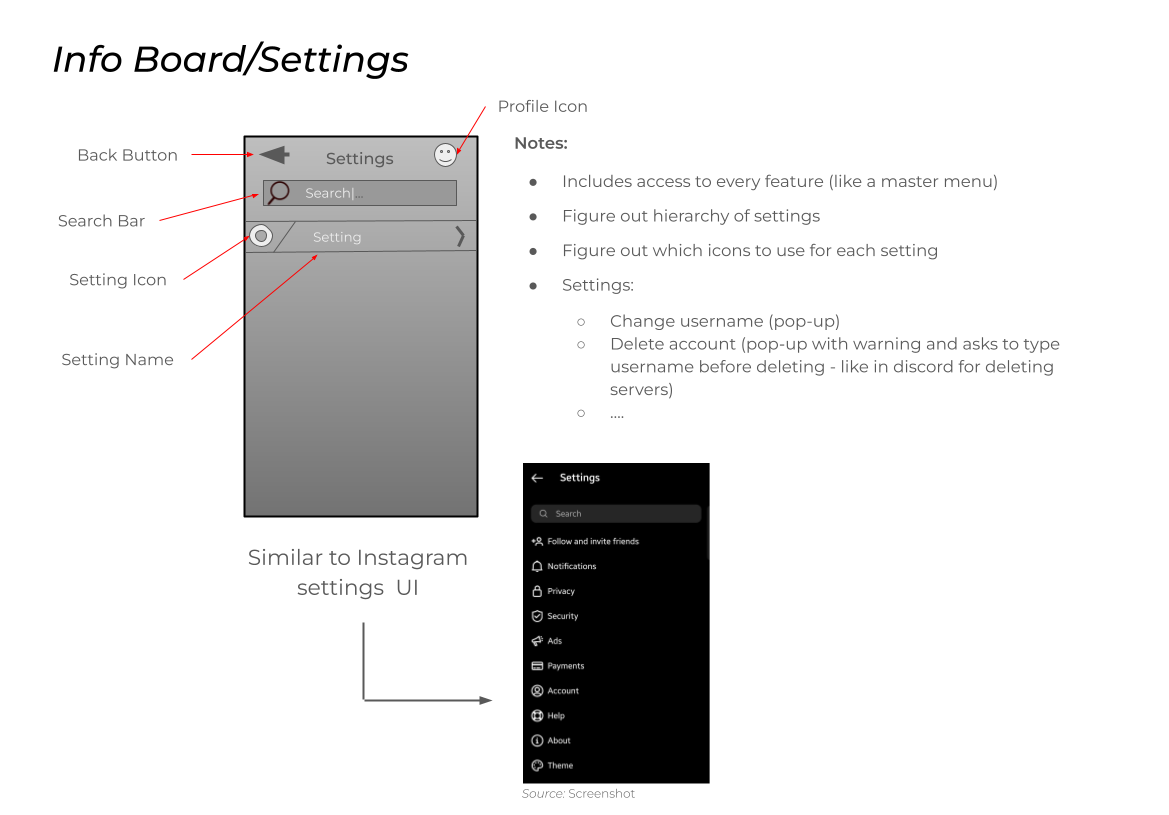 Info Board/Settings
Profile Icon
Back Button
Search Bar
Setting Icon
Setting Name
Settings
Search|...
Setting
Notes:
● Includes access to every feature (like a master menu)
● Figure out hierarchy of settings
● Figure out which icons to use for each setting
● Settings:
○ Change username (pop-up)
○ Delete account (pop-up with warning and asks to type
username before deleting - like in discord for deleting
servers)
○ ....
Similar to Instagram
settings UI
Settings
Search
Follow and invite friends
Notifications
Privacy
Security
Ads
Payments
Account
Help
About
Theme
Source: Screenshot